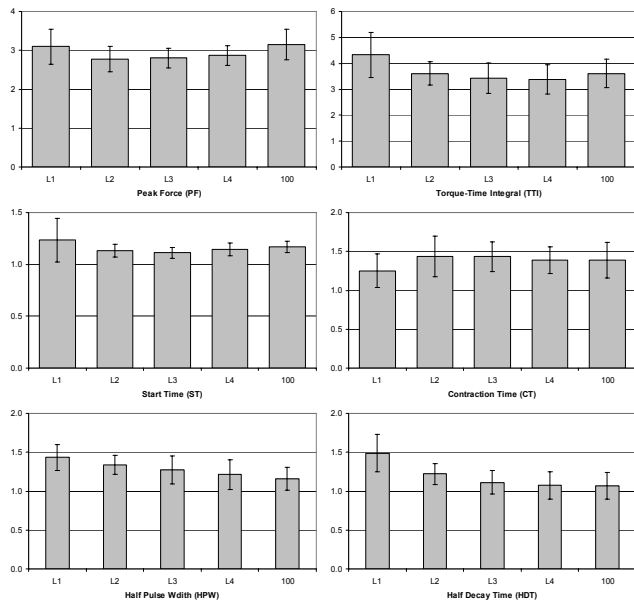 4
3
2
1
0
L1 L2 L3 L4 100
Peak Force (PF)
6
5
4
3
2
1
0
L1 L2 L3 L4 100
Torque-Time Integral (TTI)
1.5
1.0
0.5
0.0
L1 L2 L3 L4 100
Start Time (ST)
2.0
1.5
1.0
0.5
0.0
L1 L2 L3 L4 100
Contraction Time (CT)
2.0
1.5
1.0
0.5
0.0
L1 L2 L3 L4 100
Half Pulse Wdith (HPW)
2.0
1.5
1.0
0.5
0.0
L1 L2 L3 L4 100
Half Decay Time (HDT)